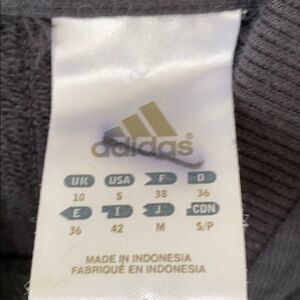 adidas
UK USA F D
10 S 38 36
E I J CDN
36 42 M S/P
MADE IN INDONESIA
FABRIQUÉ EN INDONESIA